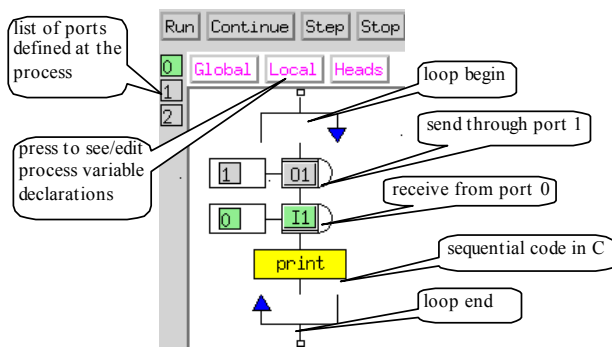 list of ports
defined at the
process
Run Continue Step Stop
0
1
2
Global Local Heads
loop begin
send through port 1
press to see/edit
process variable
declarations
1 O1
receive from port 0
0 I1
print
sequential code in C
loop end